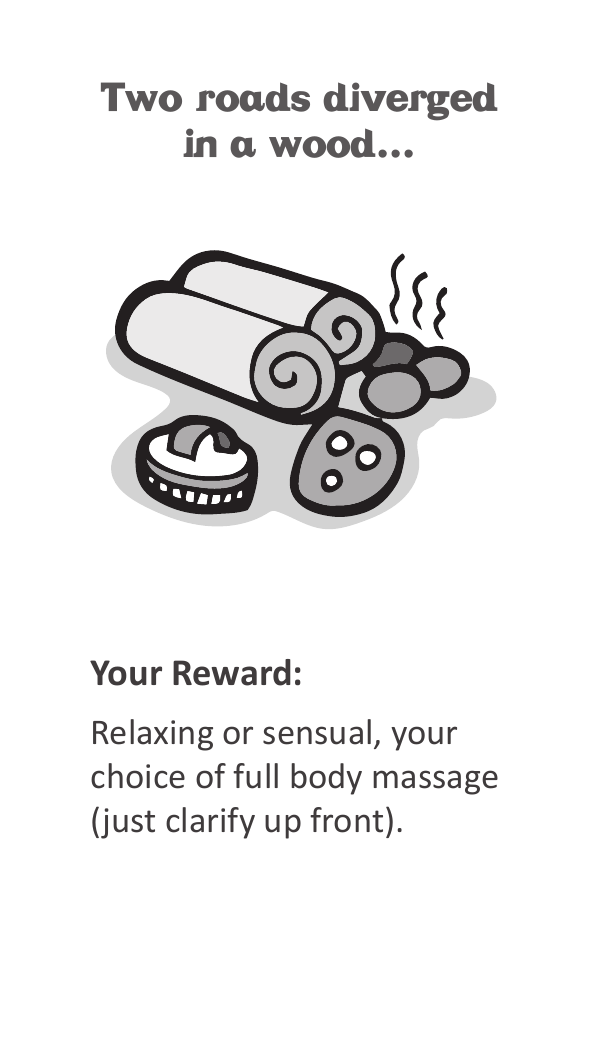 Two roads diverged
in a wood...
Your Reward:
Relaxing or sensual, your
choice of full body massage
(just clarify up front).